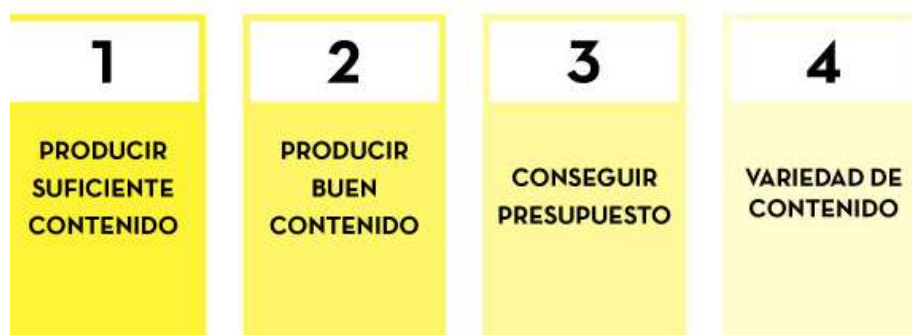 1
PRODUCIR
SUFICIENTE
CONTENIDO
2
PRODUCIR
BUEN
CONTENIDO
3
CONSEGUIR
PRESUPUESTO
4
VARIEDAD DE
CONTENIDO